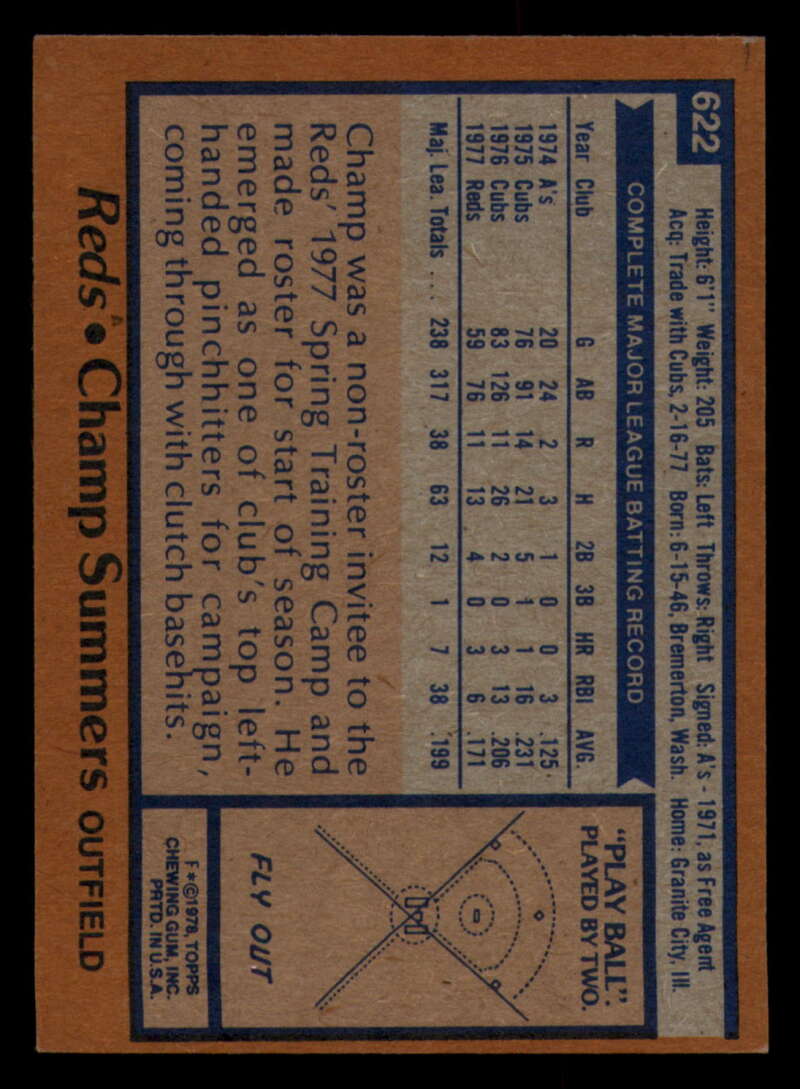 622
Height: 6'1" Weight: 205 Bats: Left Throws: Right Signed: A's - 1971, as Free Agent
Acq: Trade with Cubs, 2-16-77 Born: 6-15-46, Bremerton, Wash. Home: Granite City, Ill.
COMPLETE MAJOR LEAGUE BATTING RECORD
Year Club G AB R H 2B 3B HR RBI AVG.
1974 A's 20 24 2 3 1 0 0 3 .125
1975 Cubs 76 91 14 21 5 1 1 16 .231
1976 Cubs 83 126 11 26 2 0 3 13 .206
1977 Reds 59 76 11 13 4 0 3 6 .171
Maj. Lea. Totals ... 238 317 38 63 12 1 7 38 .199
Champ was a non-roster invitee to the
Reds' 1977 Spring Training Camp and
made roster for start of season. He
emerged as one of club's top left-
handed pinchhitters for campaign,
coming through with clutch basehits.
"PLAY BALL":
PLAYED BY TWO.
FLY OUT
F*©1978, TOPPS
CHEWING GUM, INC.
PRTD. IN U.S.A.
Reds • Champ Summers OUTFIELD